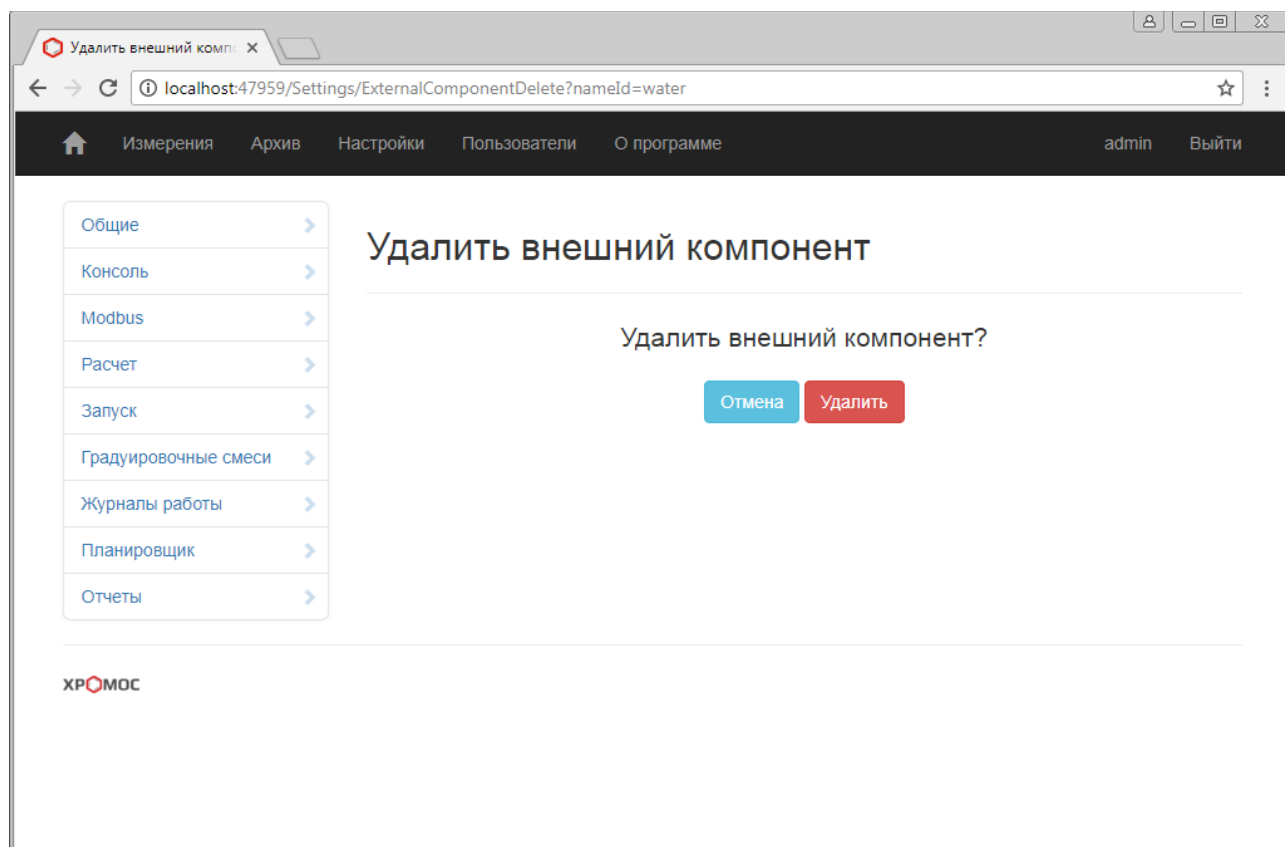 Удалить внешний комп
localhost:47959/Settings/ExternalComponentDelete?nameId=water
Измерения Архив Настройки Пользователи О программе admin Выйти
Общие
Консоль
Modbus
Расчет
Запуск
Градуировочные смеси
Журналы работы
Планировщик
Отчеты
Удалить внешний компонент
Удалить внешний компонент?
Отмена Удалить
ХРОМОС